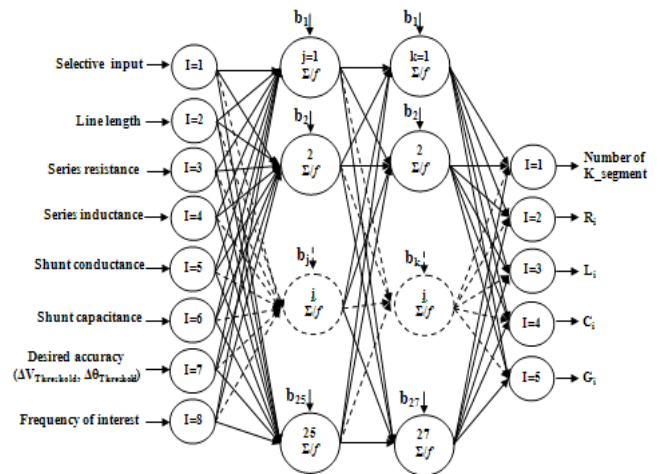 b1
b1
Selective input
I=1
j=1
Σ/f
k=1
Σ/f
Line length
I=2
b2
b2
Series resistance
I=3
2
Σ/f
2
Σ/f
I=1
Number of
K_segment
Series inductance
I=4
I=2
Ri
Shunt conductance
I=5
bj
bk
I=3
Li
Shunt capacitance
I=6
j
Σ/f
j
Σ/f
I=4
Ci
Desired accuracy
(ΔVThreshold, ΔθThreshold)
I=7
I=5
Gi
b25
b27
Frequency of interest
I=8
25
Σ/f
27
Σ/f